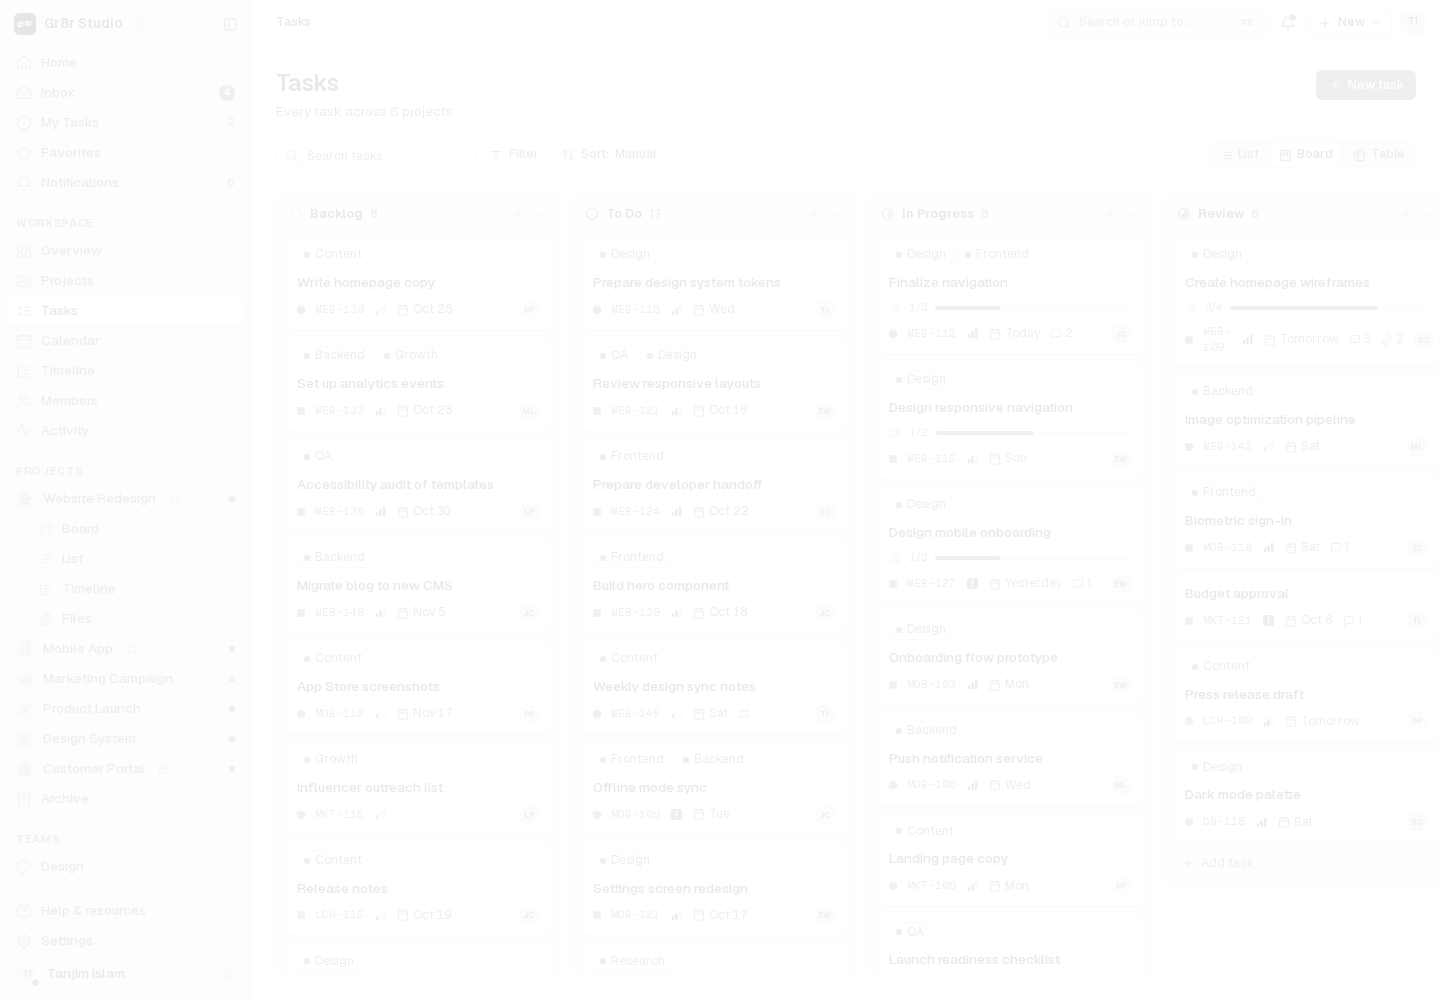 Gr8r Studio
Home
Inbox 4
My Tasks 2
Favorites
Notifications 6
WORKSPACE
Overview
Projects
Tasks
Calendar
Timeline
Members
Activity
PROJECTS
Website Redesign
Board
List
Timeline
Files
Mobile App
Marketing Campaign
Product Launch
Design System
Customer Portal
Archive
TEAMS
Design
Help & resources
Settings
TI Tanjim Islam
Tasks
Search or jump to... ⌘K
New
TI
Tasks
Every task across 6 projects.
New task
Search tasks
Filter
Sort: Manual
List
Board
Table
Backlog 8
Content
Write homepage copy
WEB-130 Oct 26 PP
Backend Growth
Set up analytics events
WEB-133 Oct 28 ML
QA
Accessibility audit of templates
WEB-136 Oct 30 LF
Backend
Migrate blog to new CMS
WEB-148 Nov 5 JC
Content
App Store screenshots
MOB-112 Nov 17 PP
Growth
Influencer outreach list
MKT-115 LF
Content
Release notes
LCH-115 Oct 19 JC
Design
To Do 17
Design
Prepare design system tokens
WEB-118 Wed TI
QA Design
Review responsive layouts
WEB-121 Oct 16 EW
Frontend
Prepare developer handoff
WEB-124 Oct 22 SC
Frontend
Build hero component
WEB-139 Oct 18 JC
Content
Weekly design sync notes
WEB-145 Sat TI
Frontend Backend
Offline mode sync
MOB-109 Tue JC
Design
Settings screen redesign
MOB-121 Oct 17 EW
Research
In Progress 8
Design Frontend
Finalize navigation
1/3
WEB-112 Today 2 JC
Design
Design responsive navigation
1/2
WEB-115 Sun EW
Design
Design mobile onboarding
1/3
WEB-127 Yesterday 1 EW
Design
Onboarding flow prototype
MOB-103 Mon EW
Backend
Push notification service
MOB-106 Wed ML
Content
Landing page copy
MKT-106 Mon PP
QA
Launch readiness checklist
Review 6
Design
Create homepage wireframes
3/4
WEB-
109 Tomorrow 3 2 SC
Backend
Image optimization pipeline
WEB-142 Sat ML
Frontend
Biometric sign-in
MOB-118 Sat 1 JC
Budget approval
MKT-121 Oct 6 1 TI
Content
Press release draft
LCH-109 Tomorrow PP
Design
Dark mode palette
DS-118 Sat SC
Add task